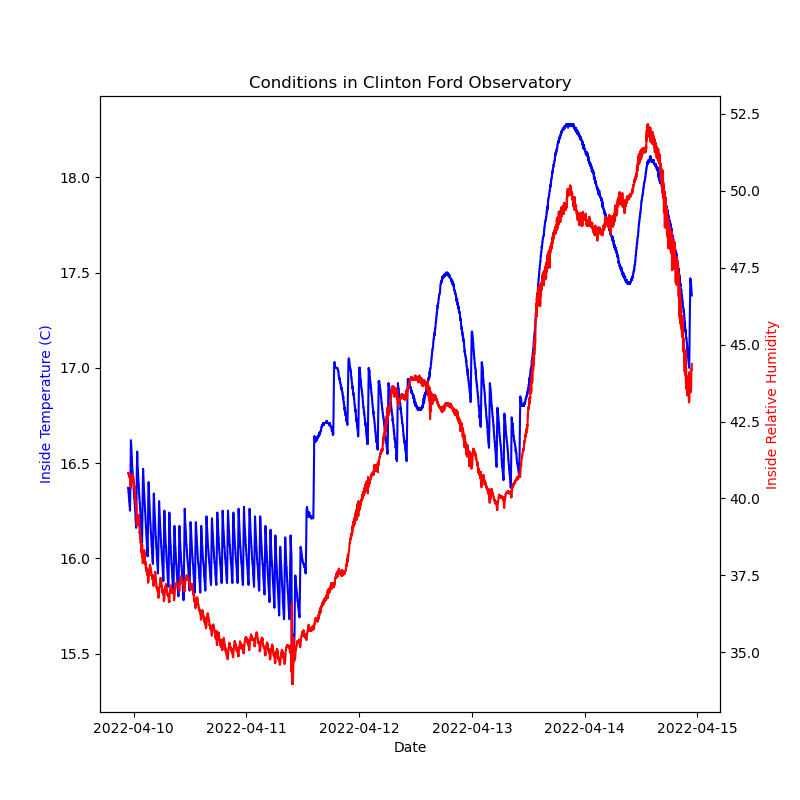 Conditions in Clinton Ford Observatory
Inside Temperature (C)
18.0
17.5
17.0
16.5
16.0
15.5
52.5
50.0
47.5
45.0
42.5
40.0
37.5
35.0
Inside Relative Humidity
2022-04-10 2022-04-11 2022-04-12 2022-04-13 2022-04-14 2022-04-15
Date